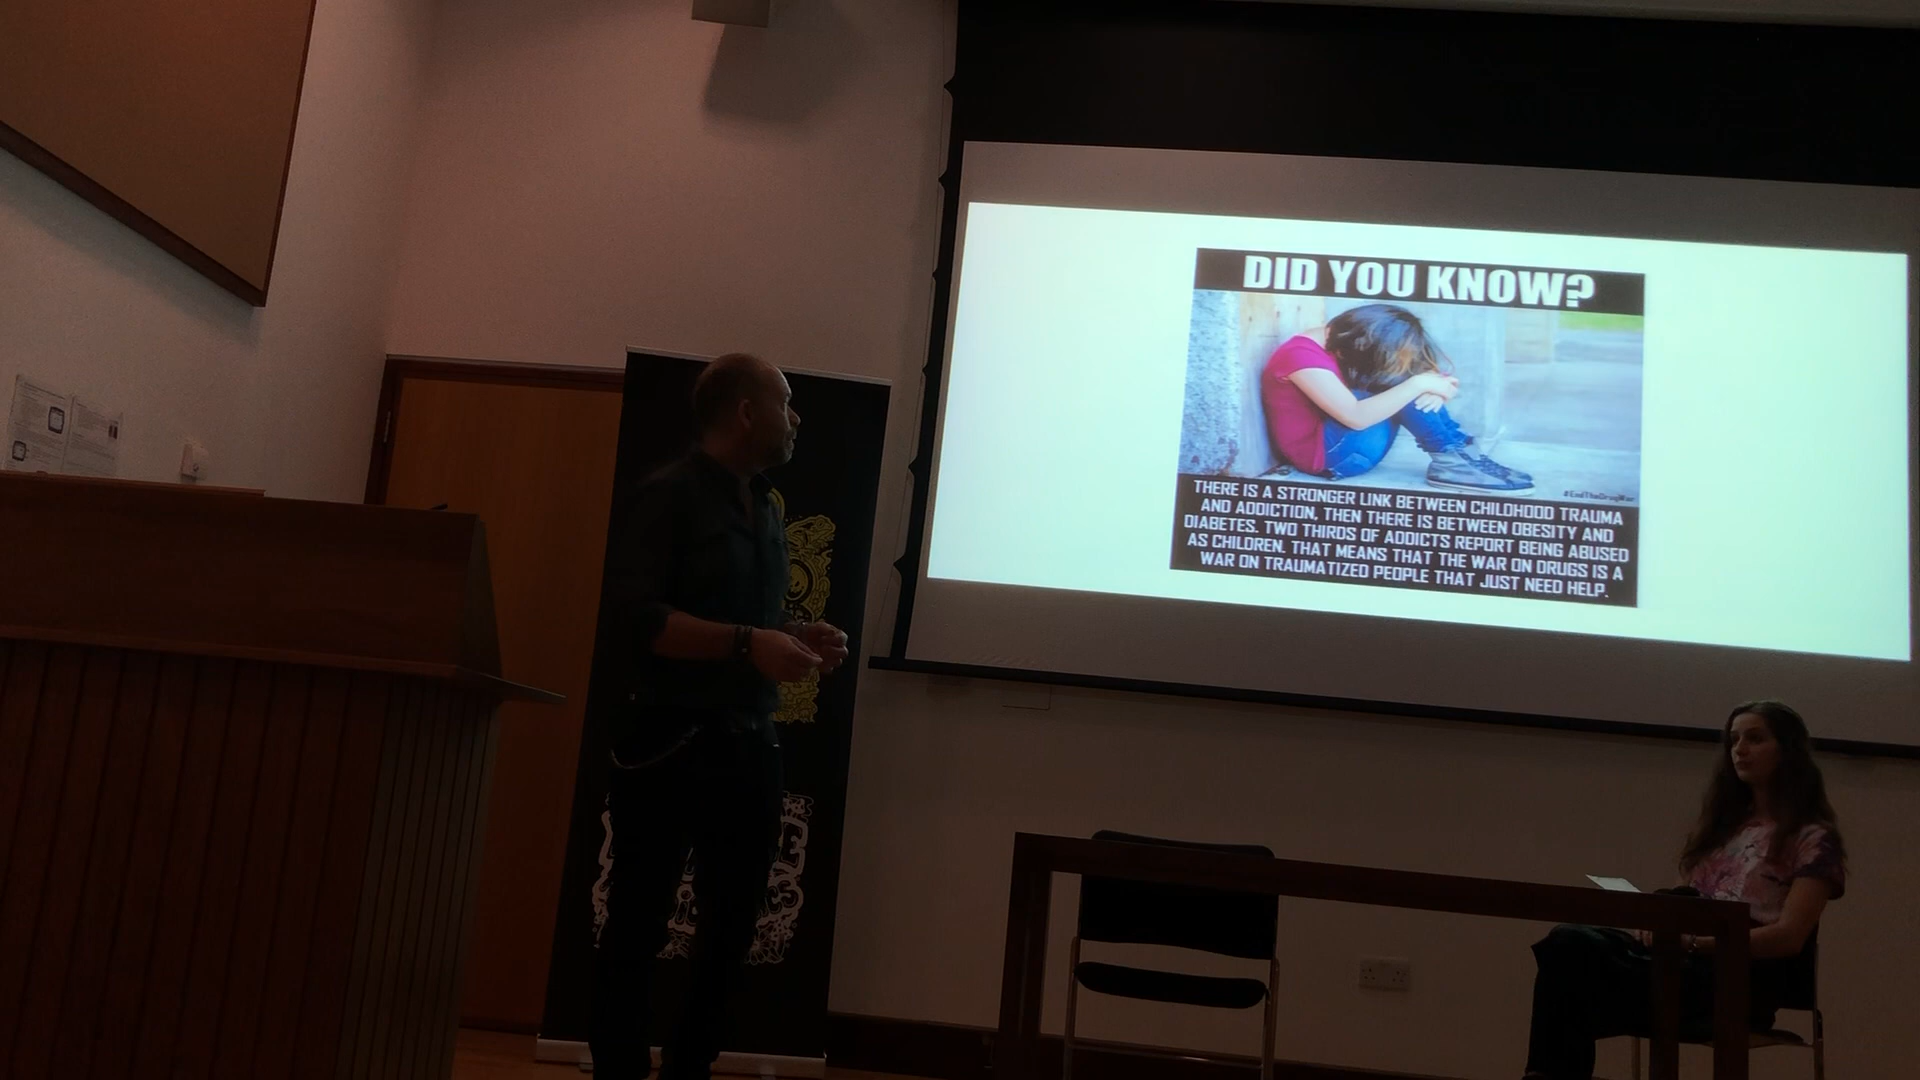 DID YOU KNOW?
#EndTheDrugWar
THERE IS A STRONGER LINK BETWEEN CHILDHOOD TRAUMA
AND ADDICTION, THEN THERE IS BETWEEN OBESITY AND
DIABETES. TWO THIRDS OF ADDICTS REPORT BEING ABUSED
AS CHILDREN. THAT MEANS THAT THE WAR ON DRUGS IS A
WAR ON TRAUMATIZED PEOPLE THAT JUST NEED HELP.